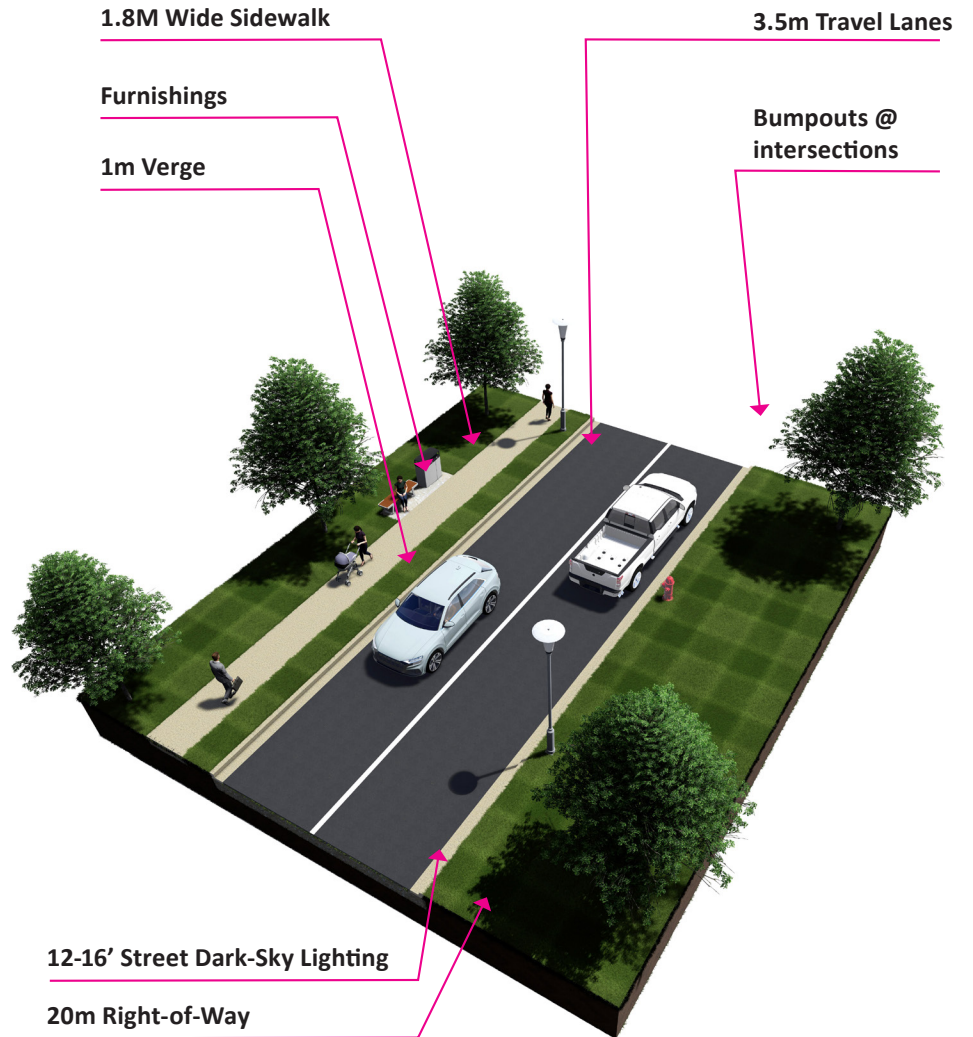 1.8M Wide Sidewalk
Furnishings
1m Verge
3.5m Travel Lanes
Bumpouts @
intersections
12-16’ Street Dark-Sky Lighting
20m Right-of-Way